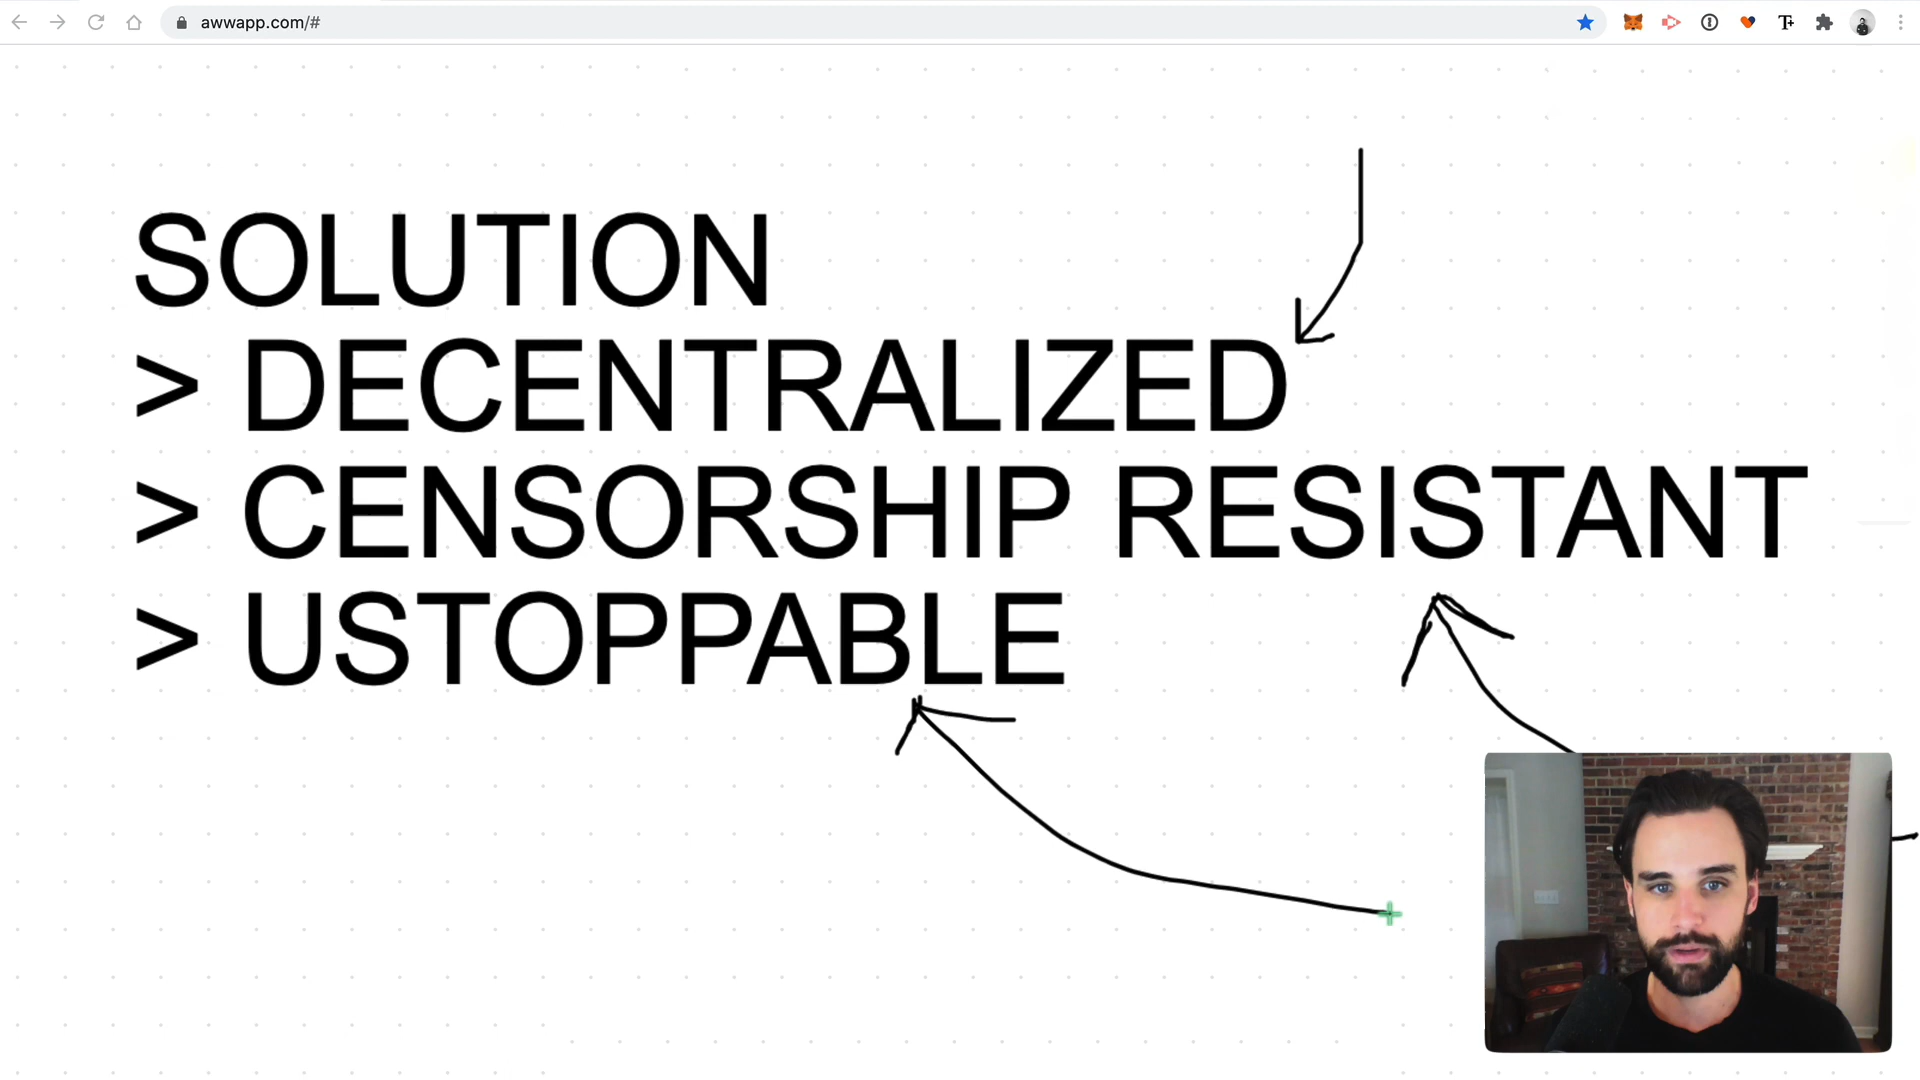 awwapp.com/#
SOLUTION
> DECENTRALIZED
> CENSORSHIP RESISTANT
> USTOPPABLE